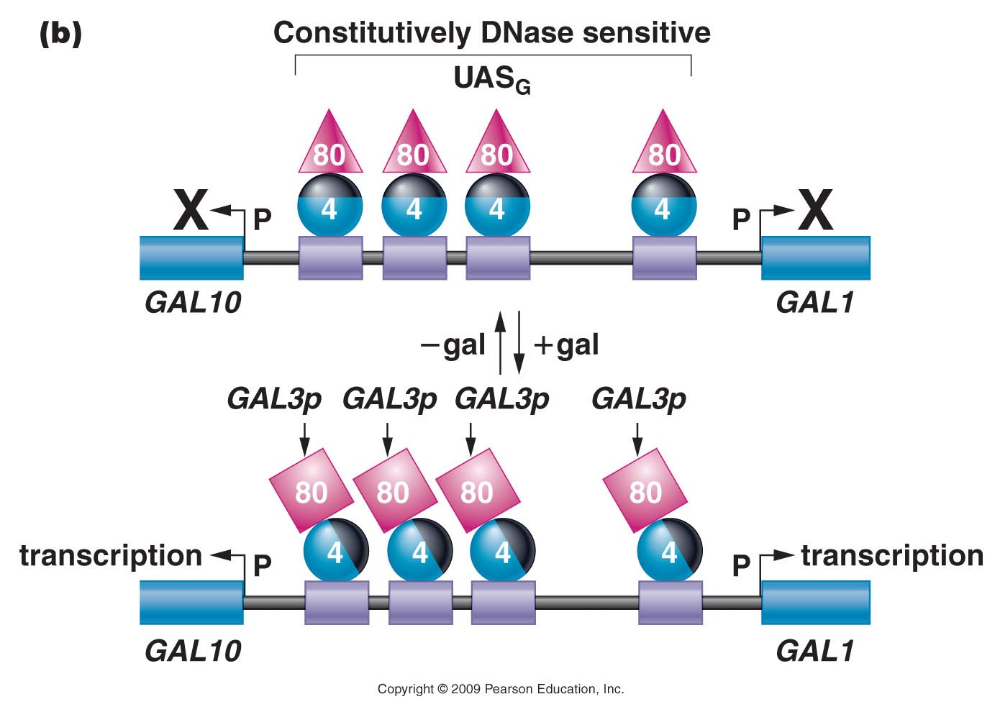 (b)
Constitutively DNase sensitive
UASG
80 80 80 80
4 4 4 4
X P P X
GAL10 GAL1
−gal +gal
GAL3p GAL3p GAL3p GAL3p
80 80 80 80
4 4 4 4
transcription P P transcription
GAL10 GAL1
Copyright © 2009 Pearson Education, Inc.